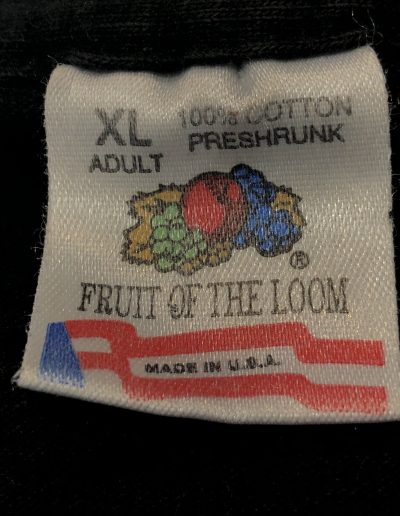 XL 100% COTTON
ADULT PRESHRUNK
®
FRUIT OF THE LOOM
MADE IN U.S.A.